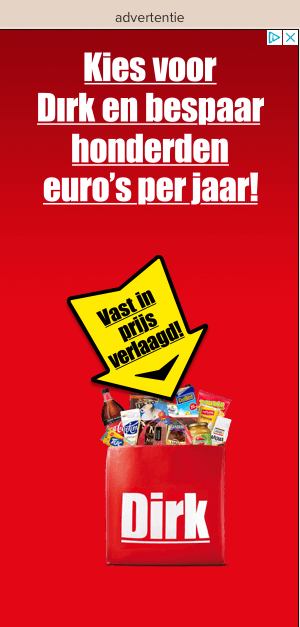 advertentie
Kies voor
Dirk en bespaar
honderden
euro's per jaar!
Vast in
prijs
verlaagd!
Dirk